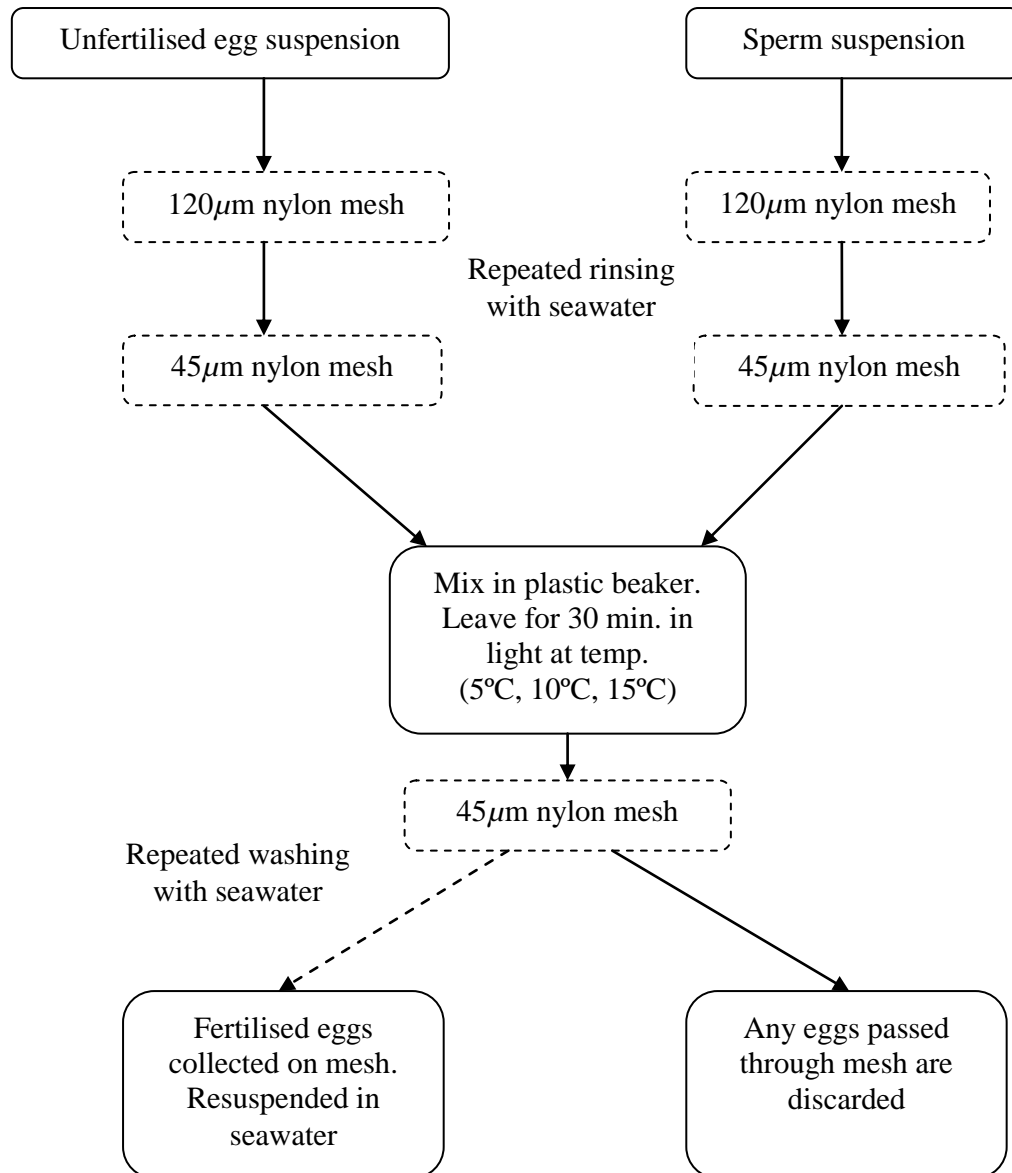 Unfertilised egg suspension
Sperm suspension
120µm nylon mesh
120µm nylon mesh
Repeated rinsing
with seawater
45µm nylon mesh
45µm nylon mesh
Mix in plastic beaker.
Leave for 30 min. in
light at temp.
(5ºC, 10ºC, 15ºC)
45µm nylon mesh
Repeated washing
with seawater
Fertilised eggs
collected on mesh.
Resuspended in
seawater
Any eggs passed
through mesh are
discarded